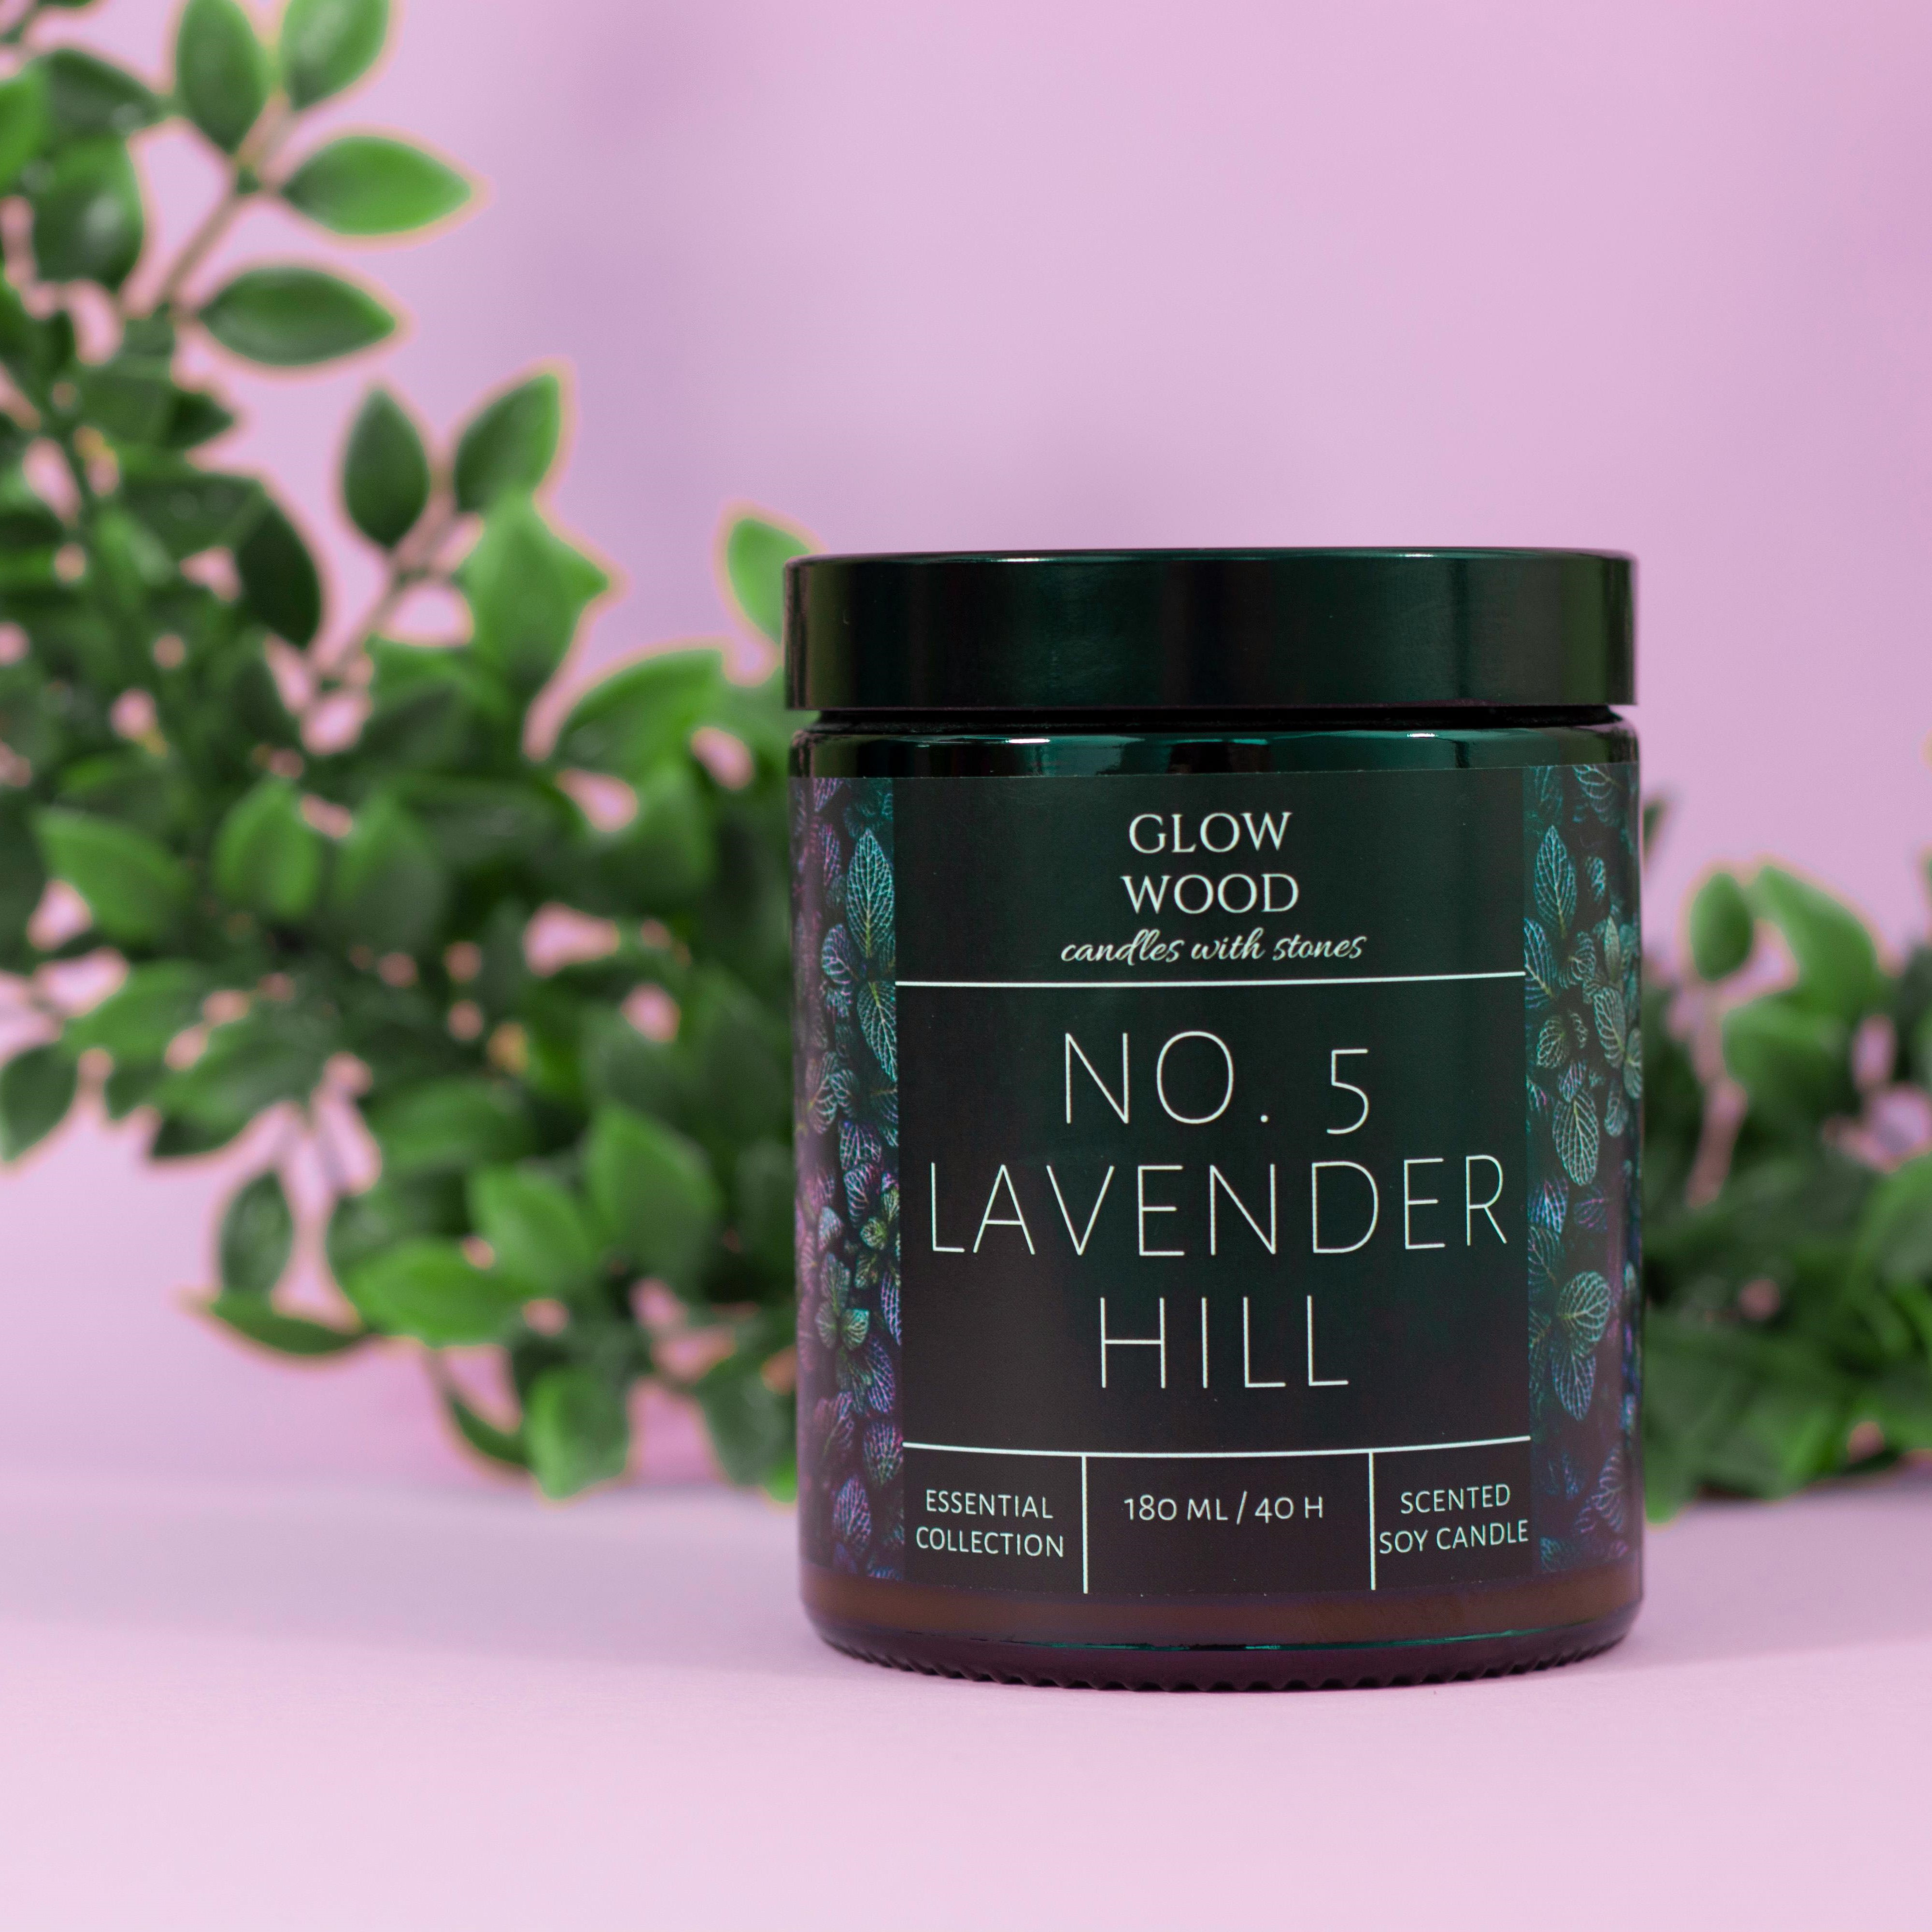 GLOW
WOOD
candles with stones
NO. 5
LAVENDER
HILL
ESSENTIAL
COLLECTION
180 ML / 40 H
SCENTED
SOY CANDLE